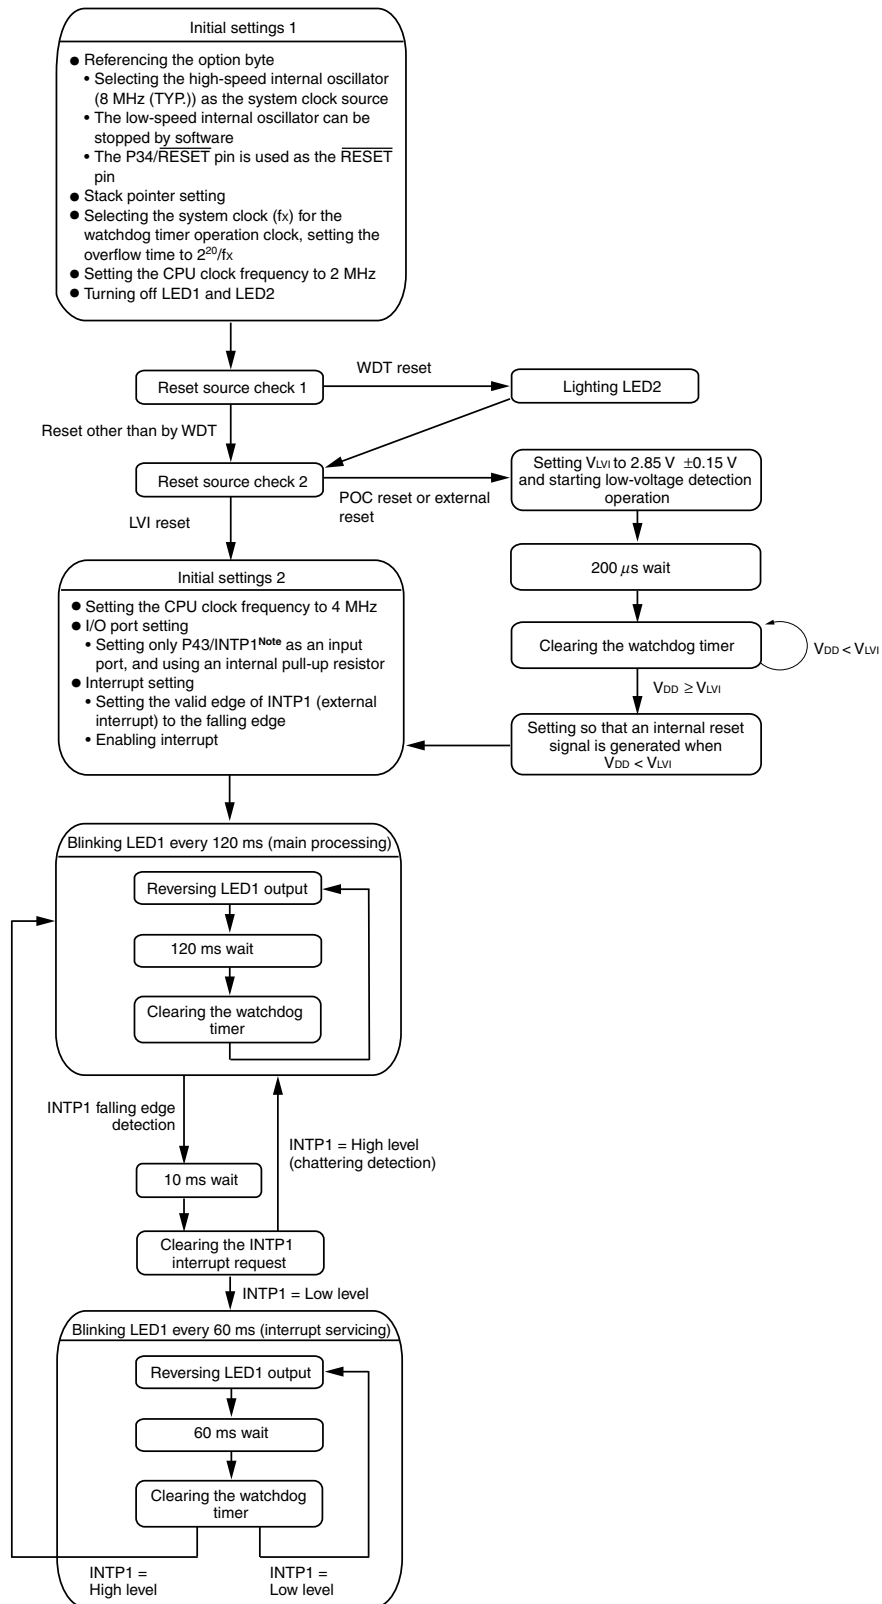 Initial settings 1
● Referencing the option byte
• Selecting the high-speed internal oscillator
(8 MHz (TYP.)) as the system clock source
• The low-speed internal oscillator can be
stopped by software
• The P34/RESET pin is used as the RESET
pin
● Stack pointer setting
● Selecting the system clock (fx) for the
watchdog timer operation clock, setting the
overflow time to 2^20/fx
● Setting the CPU clock frequency to 2 MHz
● Turning off LED1 and LED2
WDT reset
Reset source check 1
Lighting LED2
Reset other than by WDT
Reset source check 2
Setting VLVI to 2.85 V ±0.15 V
and starting low-voltage detection
operation
POC reset or external
reset
LVI reset
200 μs wait
Initial settings 2
● Setting the CPU clock frequency to 4 MHz
● I/O port setting
• Setting only P43/INTP1Note as an input
port, and using an internal pull-up resistor
● Interrupt setting
• Setting the valid edge of INTP1 (external
interrupt) to the falling edge
• Enabling interrupt
Clearing the watchdog timer
VDD < VLVI
VDD ≥ VLVI
Setting so that an internal reset
signal is generated when
VDD < VLVI
Blinking LED1 every 120 ms (main processing)
Reversing LED1 output
120 ms wait
Clearing the watchdog
timer
INTP1 falling edge
detection
INTP1 = High level
(chattering detection)
10 ms wait
Clearing the INTP1
interrupt request
INTP1 = Low level
Blinking LED1 every 60 ms (interrupt servicing)
Reversing LED1 output
60 ms wait
Clearing the watchdog
timer
INTP1 =
High level
INTP1 =
Low level